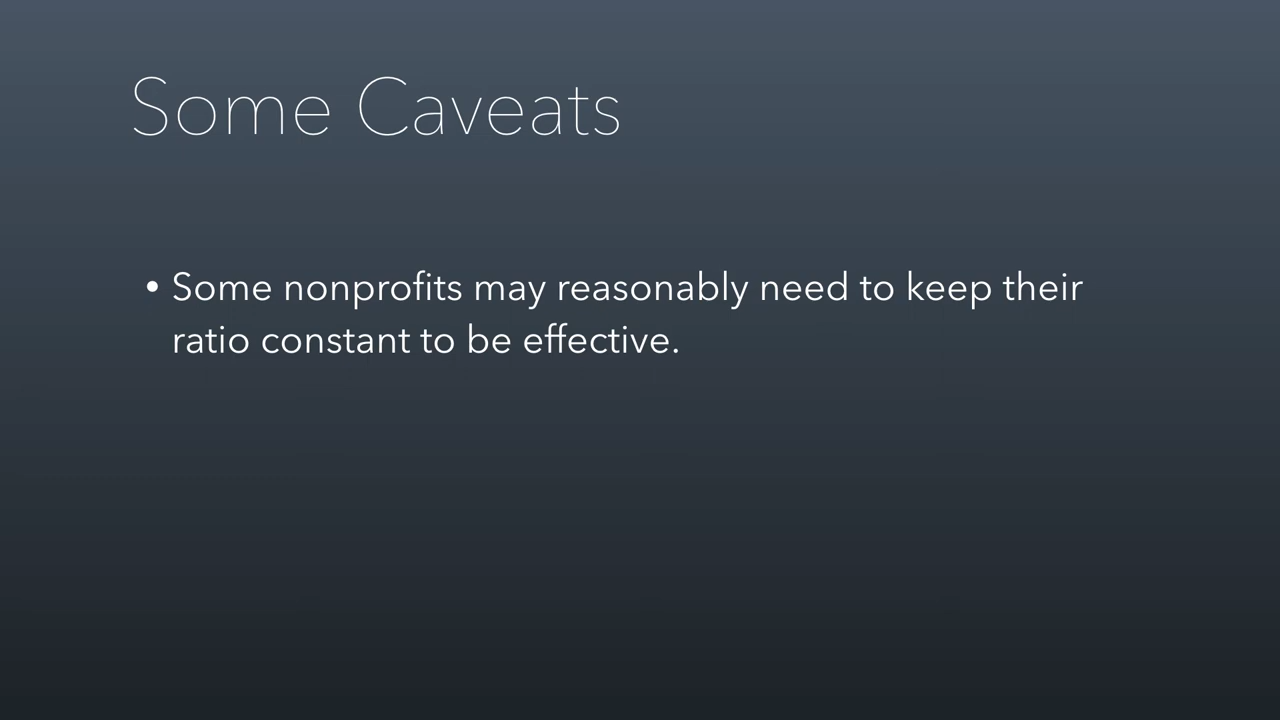 Some Caveats
• Some nonprofits may reasonably need to keep their
ratio constant to be effective.